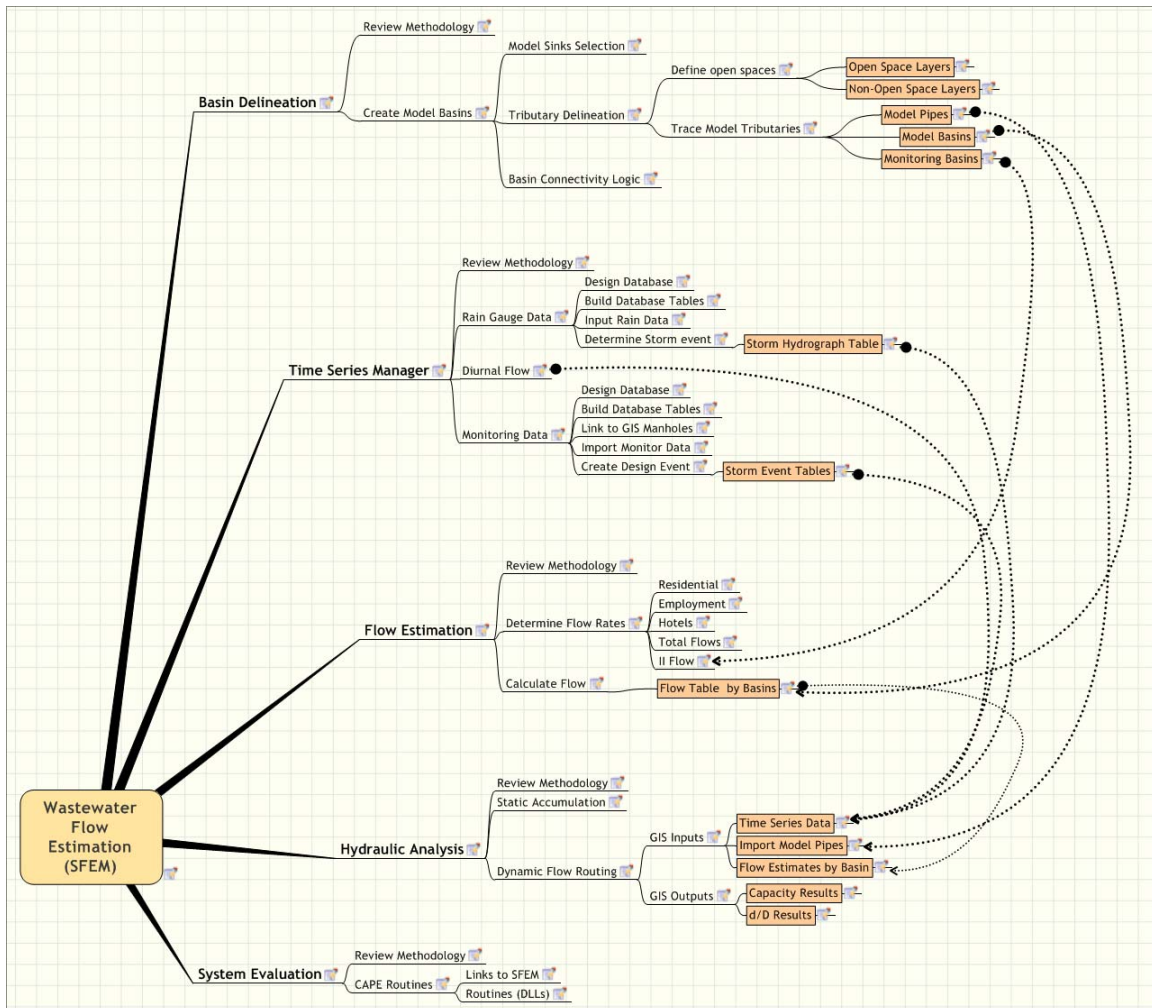 Review Methodology
Model Sinks Selection
Define open spaces
Open Space Layers
Non-Open Space Layers
Basin Delineation
Create Model Basins
Tributary Delineation
Trace Model Tributaries
Model Pipes
Model Basins
Monitoring Basins
Basin Connectivity Logic
Review Methodology
Design Database
Build Database Tables
Rain Gauge Data
Input Rain Data
Determine Storm event
Storm Hydrograph Table
Time Series Manager
Diurnal Flow
Design Database
Build Database Tables
Monitoring Data
Link to GIS Manholes
Import Monitor Data
Create Design Event
Storm Event Tables
Review Methodology
Residential
Employment
Flow Estimation
Determine Flow Rates
Hotels
Total Flows
II Flow
Calculate Flow
Flow Table by Basins
Review Methodology
Static Accumulation
Hydraulic Analysis
Dynamic Flow Routing
GIS Inputs
Time Series Data
Import Model Pipes
Flow Estimates by Basin
GIS Outputs
Capacity Results
d/D Results
Wastewater
Flow
Estimation
(SFEM)
Review Methodology
System Evaluation
CAPE Routines
Links to SFEM
Routines (DLLs)